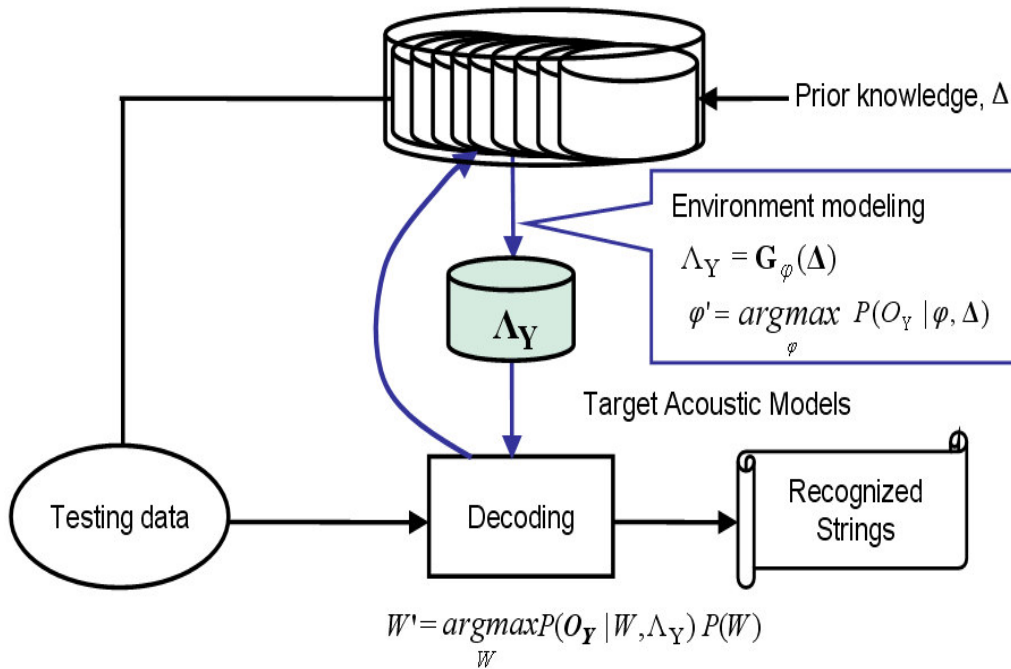 Prior knowledge, Δ
Environment modeling
Λ_Y = G_φ(Δ)
φ' = argmax P(O_Y | φ, Δ)
φ
Λ_Y
Target Acoustic Models
Testing data
Decoding
Recognized
Strings
W' = argmax P(O_Y | W, Λ_Y) P(W)
W